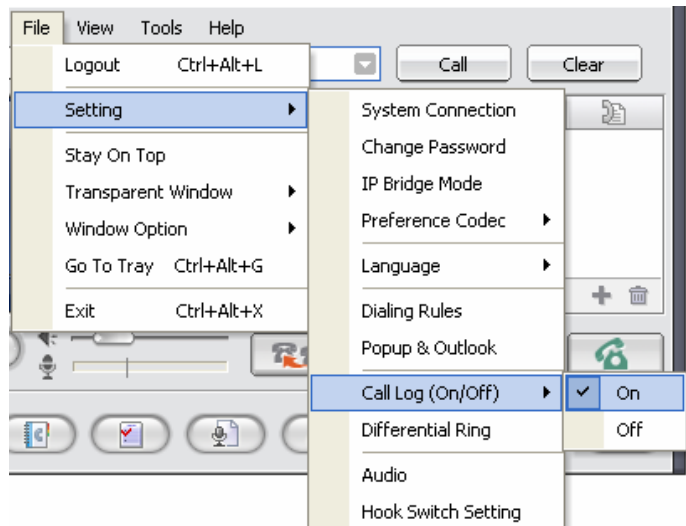 File View Tools Help
Logout Ctrl+Alt+L
Call Clear
Setting
Stay On Top
Transparent Window
Window Option
Go To Tray Ctrl+Alt+G
Exit Ctrl+Alt+X
System Connection
Change Password
IP Bridge Mode
Preference Codec
Language
Dialing Rules
Popup & Outlook
Call Log (On/Off)
Differential Ring
Audio
Hook Switch Setting
On
Off